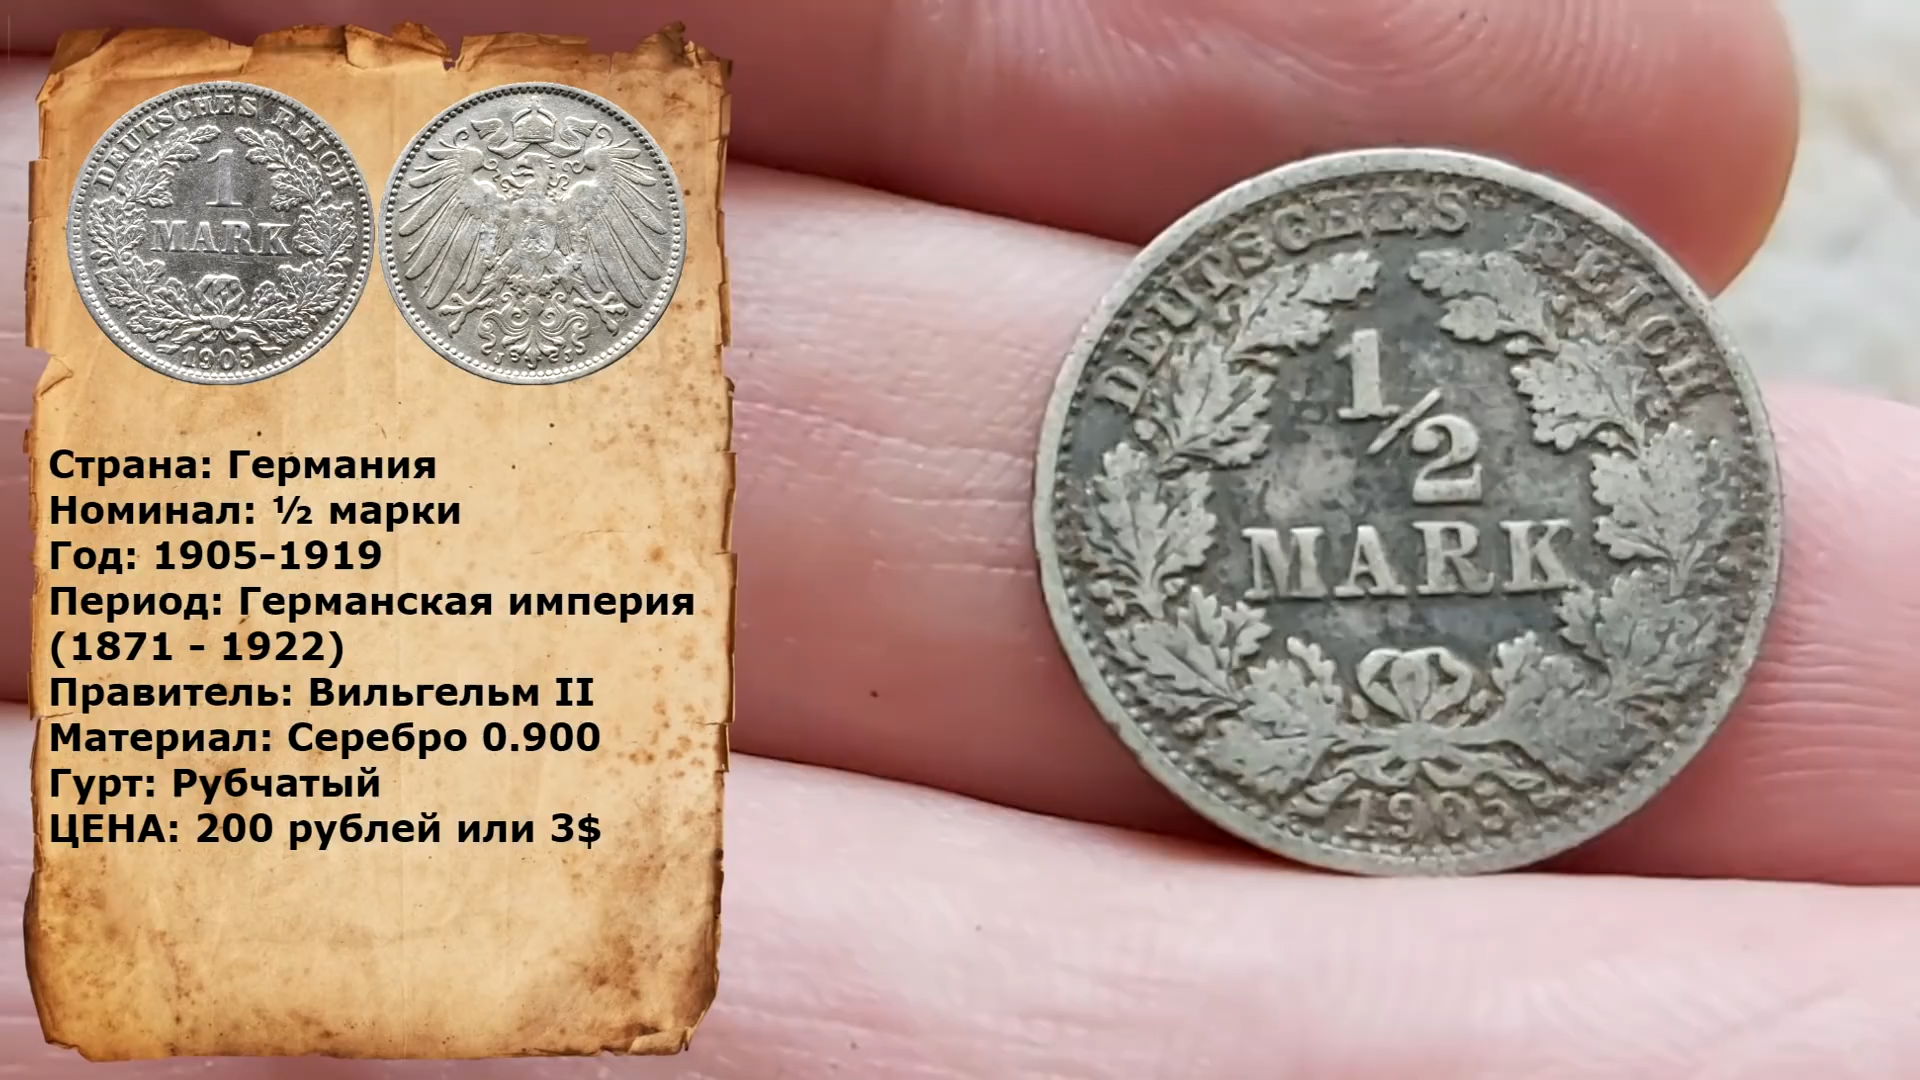 DEUTSCHES REICH
1
MARK
1905
J J
Страна: Германия
Номинал: ½ марки
Год: 1905-1919
Период: Германская империя
(1871 - 1922)
Правитель: Вильгельм II
Материал: Серебро 0.900
Гурт: Рубчатый
ЦЕНА: 200 рублей или 3$
DEUTSCHES REICH
1/2
MARK
1905